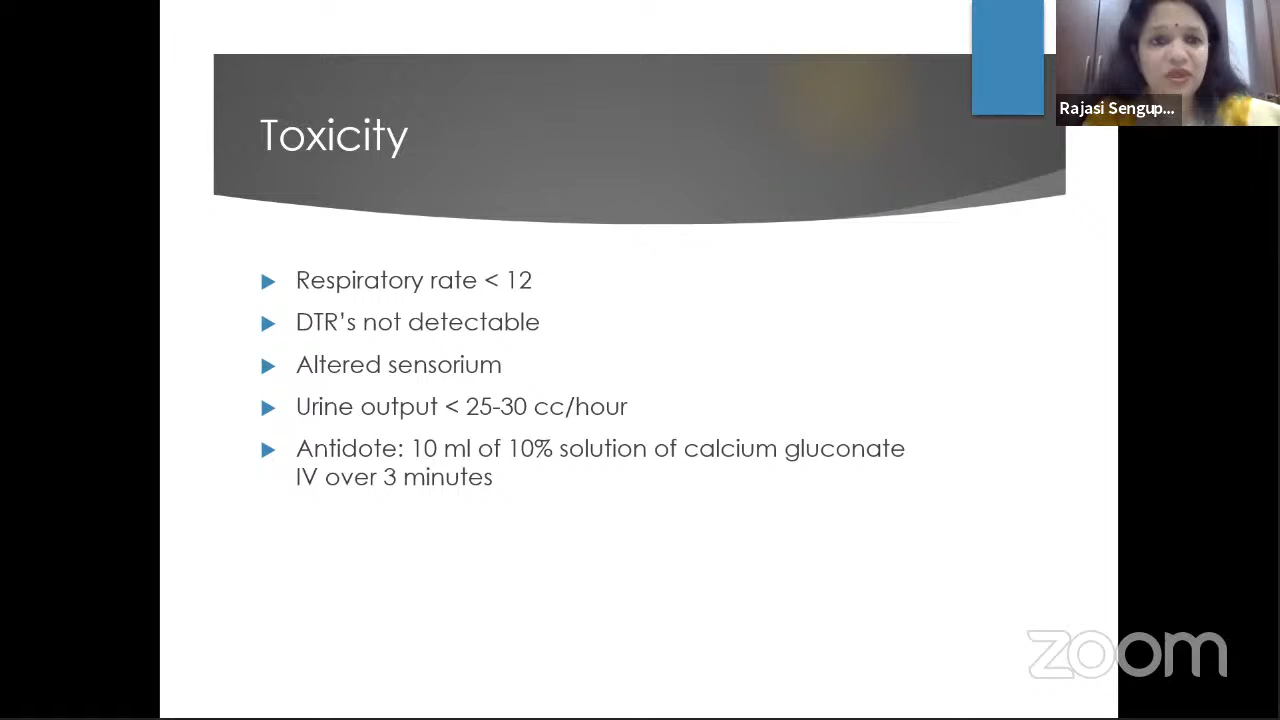 Rajasi Sengup...
Toxicity
Respiratory rate < 12
DTR's not detectable
Altered sensorium
Urine output < 25-30 cc/hour
Antidote: 10 ml of 10% solution of calcium gluconate
IV over 3 minutes
zoom